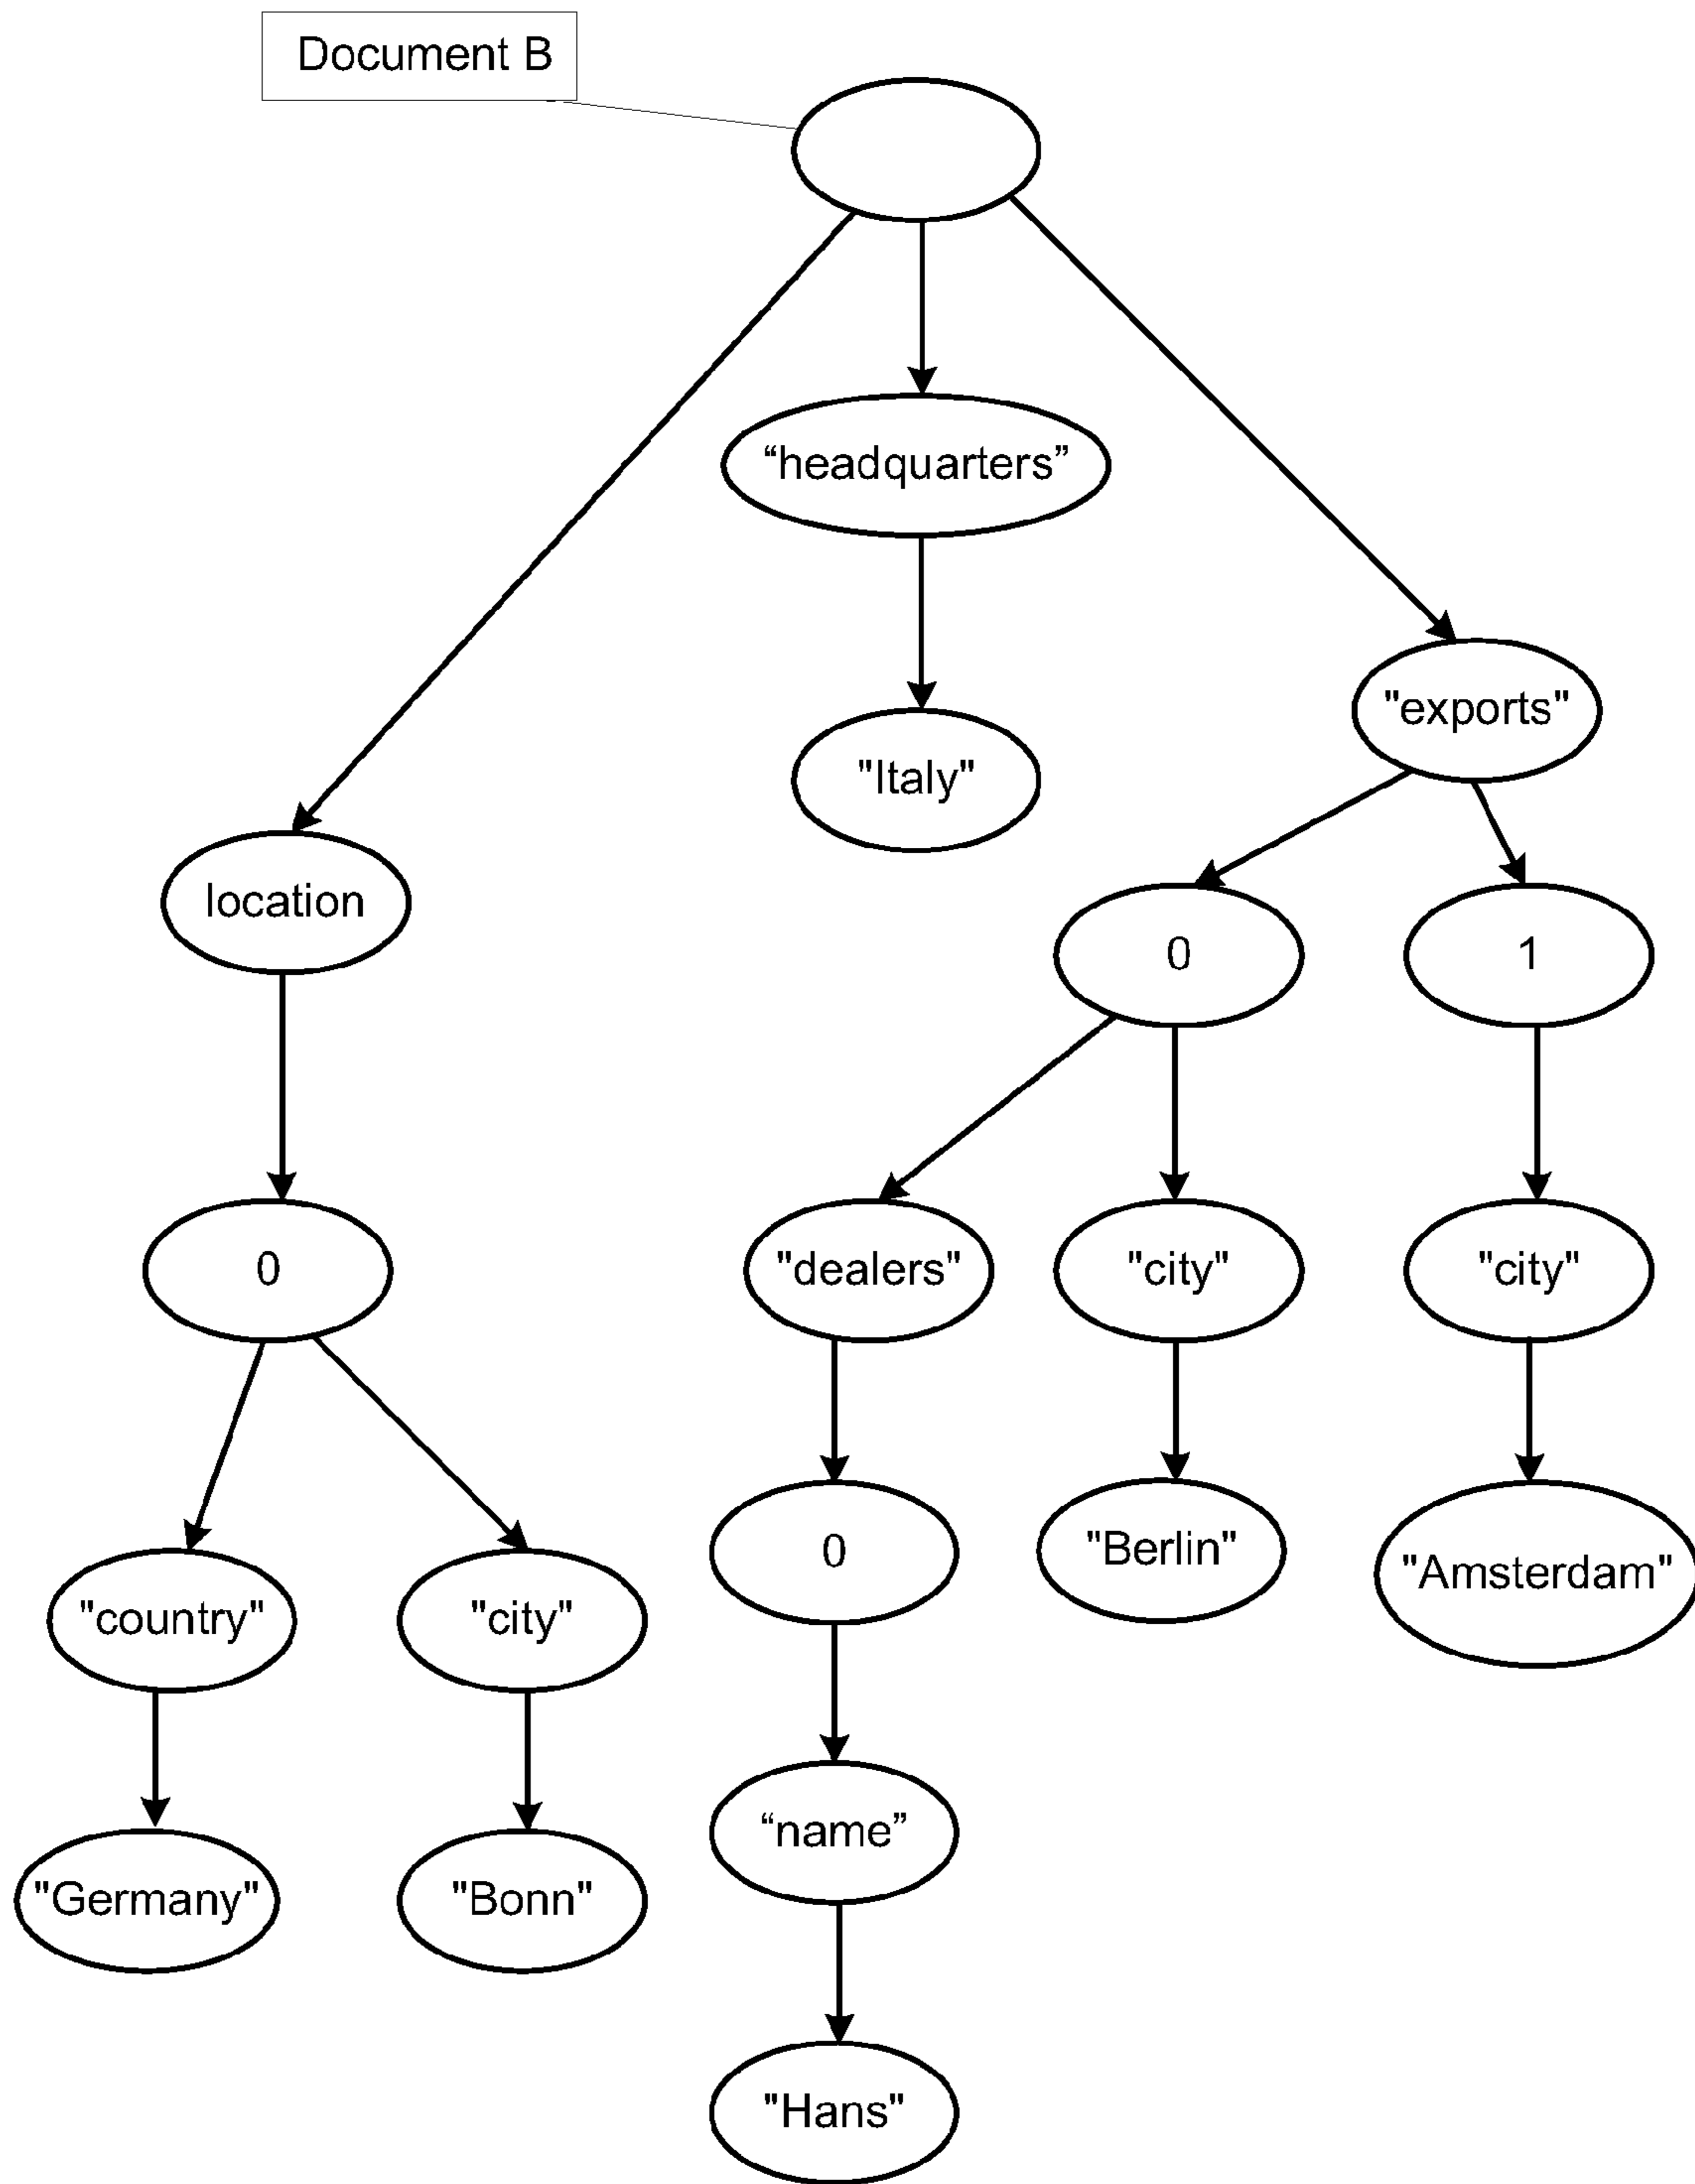 Document B
“headquarters”
"exports"
"Italy"
location
0
1
0
"dealers"
"city"
"city"
0
"Berlin"
"Amsterdam"
"country"
"city"
“name”
"Germany"
"Bonn"
"Hans"